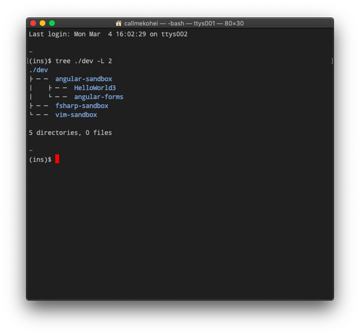 callmekohei — -bash — ttys001 — 80×30
Last login: Mon Mar  4 16:02:29 on ttys002
~
(ins)$ tree ./dev -L 2
./dev
├── angular-sandbox
│   ├── HelloWorld3
│   └── angular-forms
├── fsharp-sandbox
└── vim-sandbox
5 directories, 0 files
~
(ins)$